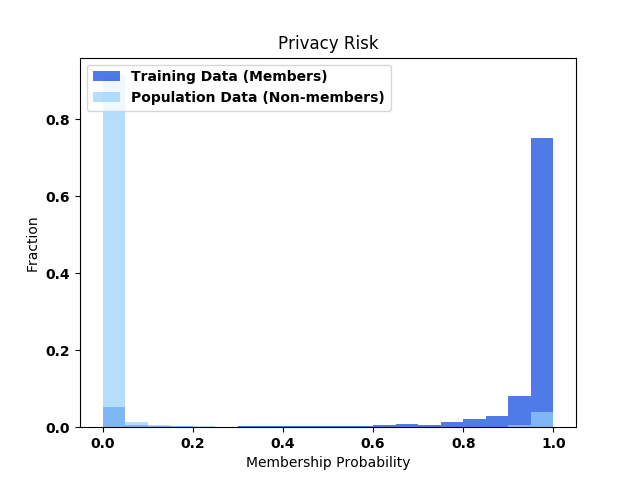 Privacy Risk
Training Data (Members)
Population Data (Non-members)
0.8
0.6
0.4
0.2
0.0
Fraction
0.0 0.2 0.4 0.6 0.8 1.0
Membership Probability